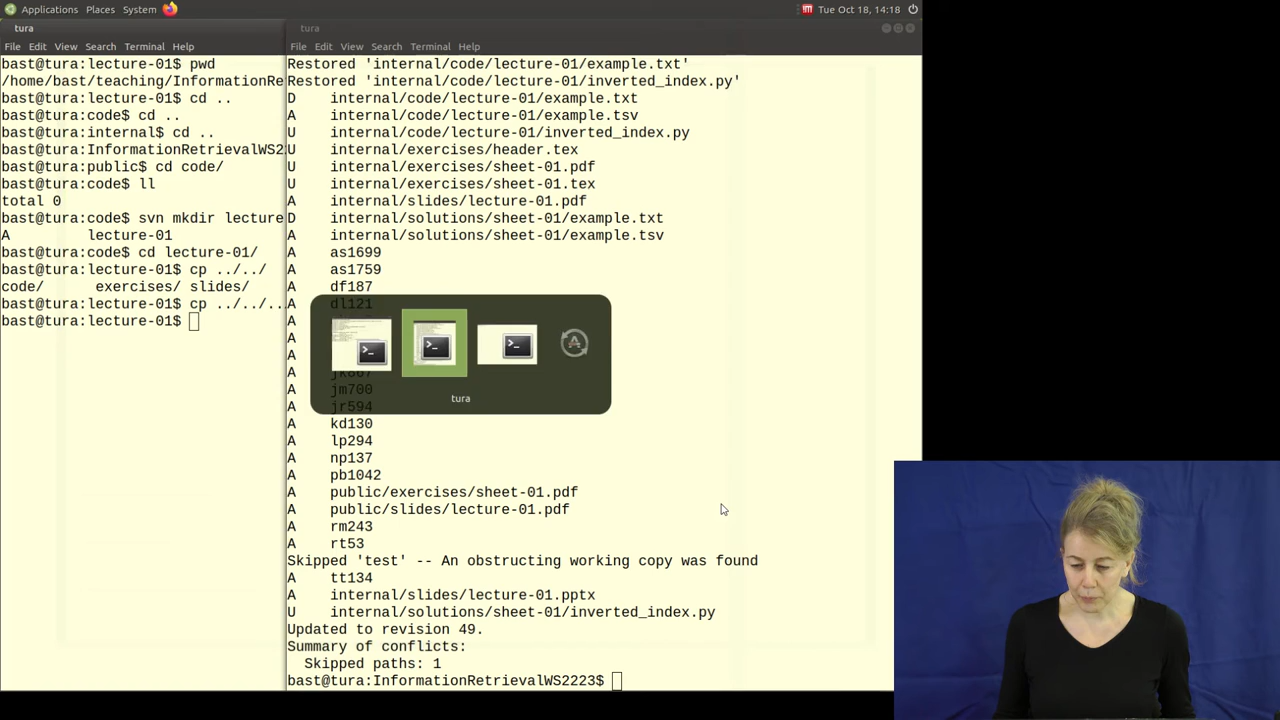 Applications Places System
Tue Oct 18, 14:18
tura
File Edit View Search Terminal Help
bast@tura:lecture-01$ pwd
/home/bast/teaching/InformationRe
bast@tura:lecture-01$ cd ..
bast@tura:code$ cd ..
bast@tura:internal$ cd ..
bast@tura:InformationRetrievalWS2
bast@tura:public$ cd code/
bast@tura:code$ ll
total 0
bast@tura:code$ svn mkdir lecture
A lecture-01
bast@tura:code$ cd lecture-01/
bast@tura:lecture-01$ cp ../../
code/ exercises/ slides/
bast@tura:lecture-01$ cp ../../..
bast@tura:lecture-01$
tura
File Edit View Search Terminal Help
Restored 'internal/code/lecture-01/example.txt'
Restored 'internal/code/lecture-01/inverted_index.py'
D internal/code/lecture-01/example.txt
A internal/code/lecture-01/example.tsv
U internal/code/lecture-01/inverted_index.py
U internal/exercises/header.tex
U internal/exercises/sheet-01.pdf
U internal/exercises/sheet-01.tex
A internal/slides/lecture-01.pdf
D internal/solutions/sheet-01/example.txt
A internal/solutions/sheet-01/example.tsv
A as1699
A as1759
A df187
A dl121
A
A
A
A jk867
A jm700
A jr594
A kd130
A lp294
A np137
A pb1042
A public/exercises/sheet-01.pdf
A public/slides/lecture-01.pdf
A rm243
A rt53
Skipped 'test' -- An obstructing working copy was found
A tt134
A internal/slides/lecture-01.pptx
U internal/solutions/sheet-01/inverted_index.py
Updated to revision 49.
Summary of conflicts:
Skipped paths: 1
bast@tura:InformationRetrievalWS2223$
tura